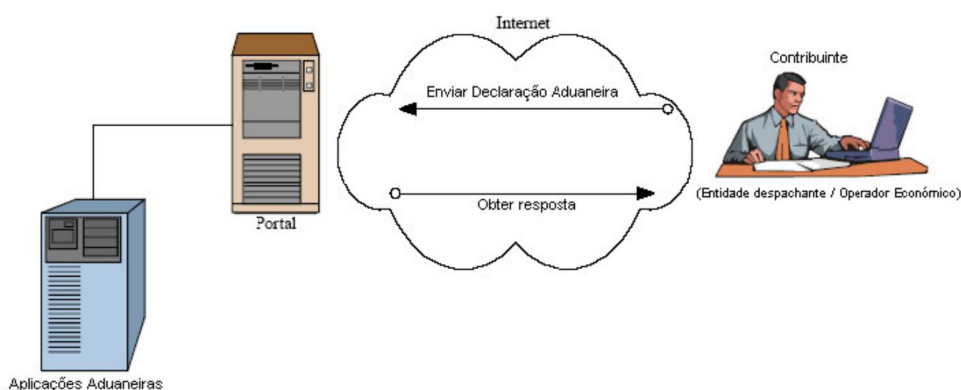 Internet
Contribuinte
Enviar Declaração Aduaneira
(Entidade despachante / Operador Económico)
Obter resposta
Portal
Aplicações Aduaneiras